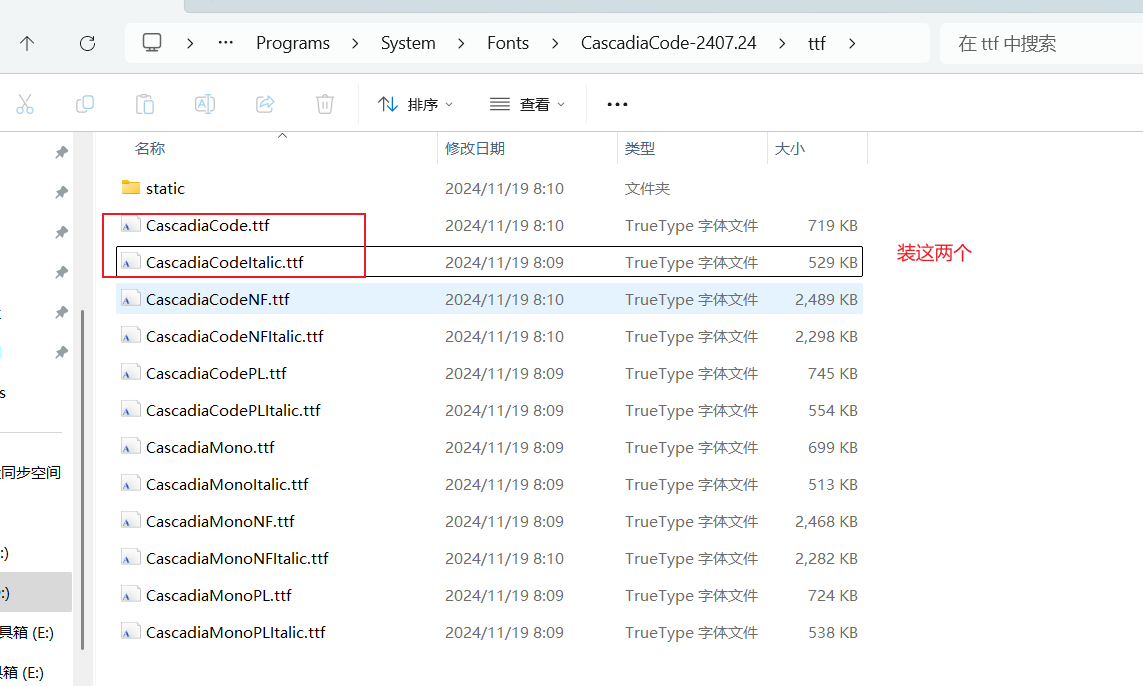 ··· Programs System Fonts CascadiaCode-2407.24 ttf 在 ttf 中搜索
排序 查看 •••
名称 修改日期 类型 大小
static 2024/11/19 8:10 文件夹
CascadiaCode.ttf 2024/11/19 8:10 TrueType 字体文件 719 KB
装这两个
CascadiaCodeItalic.ttf 2024/11/19 8:09 TrueType 字体文件 529 KB
CascadiaCodeNF.ttf 2024/11/19 8:10 TrueType 字体文件 2,489 KB
CascadiaCodeNFItalic.ttf 2024/11/19 8:10 TrueType 字体文件 2,298 KB
CascadiaCodePL.ttf 2024/11/19 8:09 TrueType 字体文件 745 KB
s
CascadiaCodePLItalic.ttf 2024/11/19 8:09 TrueType 字体文件 554 KB
CascadiaMono.ttf 2024/11/19 8:09 TrueType 字体文件 699 KB
同步空间
CascadiaMonoItalic.ttf 2024/11/19 8:09 TrueType 字体文件 513 KB
CascadiaMonoNF.ttf 2024/11/19 8:09 TrueType 字体文件 2,468 KB
:)
CascadiaMonoNFItalic.ttf 2024/11/19 8:10 TrueType 字体文件 2,282 KB
:)
CascadiaMonoPL.ttf 2024/11/19 8:09 TrueType 字体文件 724 KB
具箱 (E:)
CascadiaMonoPLItalic.ttf 2024/11/19 8:09 TrueType 字体文件 538 KB
箱 (E:)